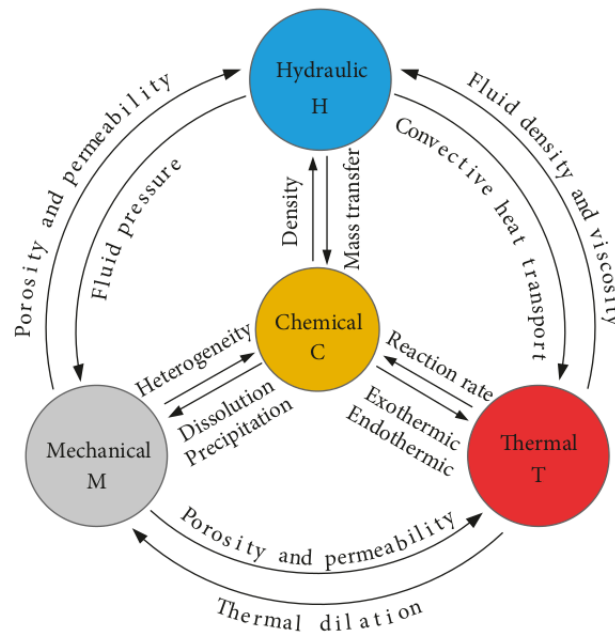 Hydraulic
H
Porosity and permeability
Fluid pressure
Fluid density and viscosity
Convective heat transport
Density
Mass transfer
Chemical
C
Heterogeneity
Dissolution
Precipitation
Reaction rate
Exothermic
Endothermic
Mechanical
M
Thermal
T
Porosity and permeability
Thermal dilation